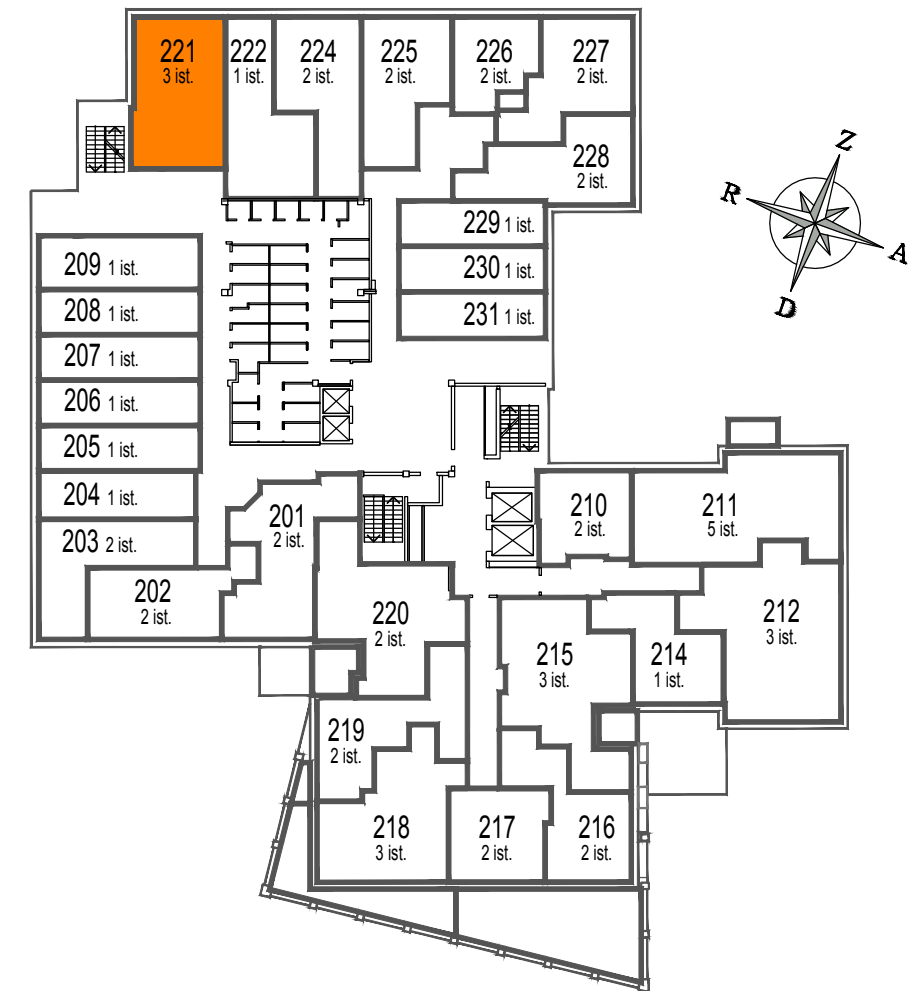 221
3 ist.
222
1 ist.
224
2 ist.
225
2 ist.
226
2 ist.
227
2 ist.
228
2 ist.
Z
R
A
D
229 1 ist.
230 1 ist.
231 1 ist.
209 1 ist.
208 1 ist.
207 1 ist.
206 1 ist.
205 1 ist.
204 1 ist.
203 2 ist.
201
2 ist.
202
2 ist.
210
2 ist.
211
5 ist.
212
3 ist.
220
2 ist.
215
3 ist.
214
1 ist.
219
2 ist.
218
3 ist.
217
2 ist.
216
2 ist.